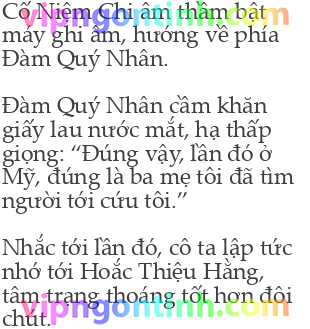 Cố Niệm Chi âm thầm bật
máy ghi âm, hướng về phía
Đàm Quý Nhân.
Đàm Quý Nhân cầm khăn
giấy lau nước mắt, hạ thấp
giọng: “Đúng vậy, lần đó ở
Mỹ, đúng là ba mẹ tôi đã tìm
người tới cứu tôi.”
Nhắc tới lần đó, cô ta lập tức
nhớ tới Hoắc Thiệu Hằng,
tâm trạng thoáng tốt hơn đôi
chút.
vipngontinh.com
vipngontinh.com